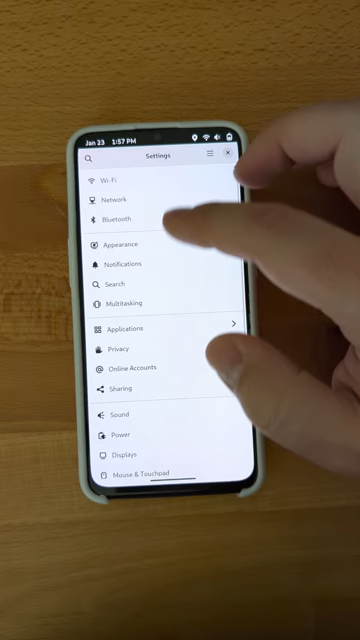 Jan 23 1:57 PM
Settings
Wi-Fi
Network
Bluetooth
Appearance
Notifications
Search
Multitasking
Applications
Privacy
Online Accounts
Sharing
Sound
Power
Displays
Mouse & Touchpad